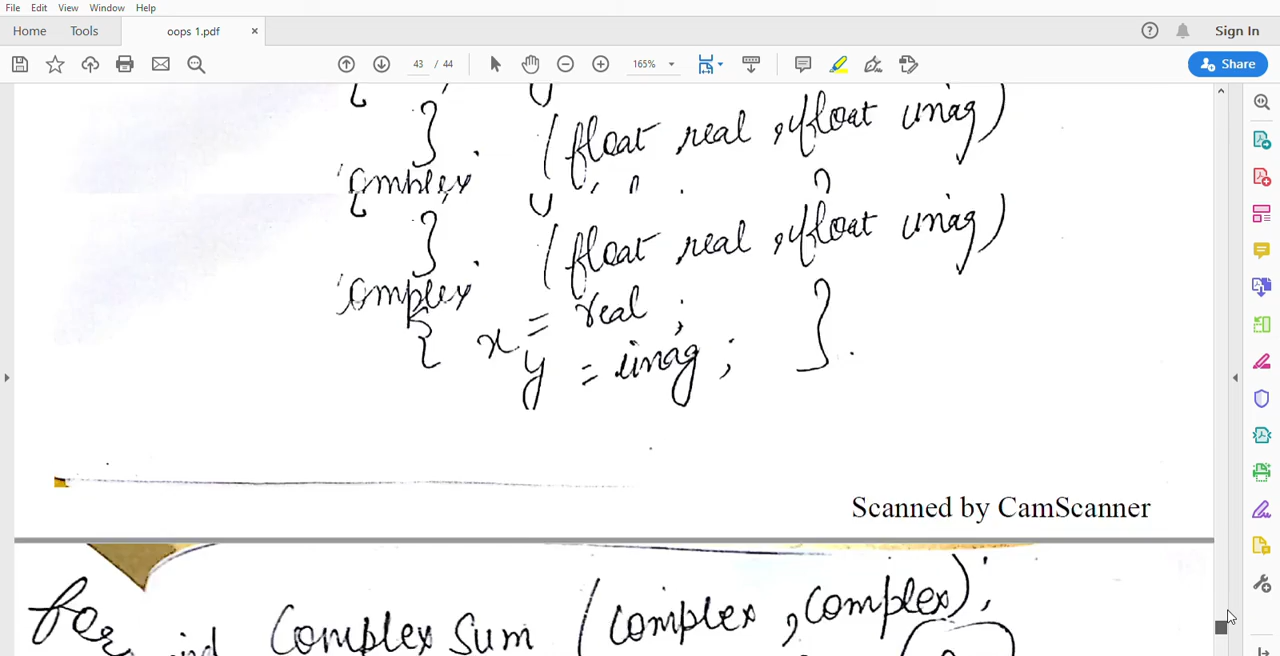 File Edit View Window Help
Home Tools oops 1.pdf × Sign In
43 / 44 165% Share
{
} (float real , float imag)
complex
{
} (float real , float imag)
complex
{ x = real ;
y = imag ; } .
Scanned by CamScanner
Complex sum (complex , complex) ;